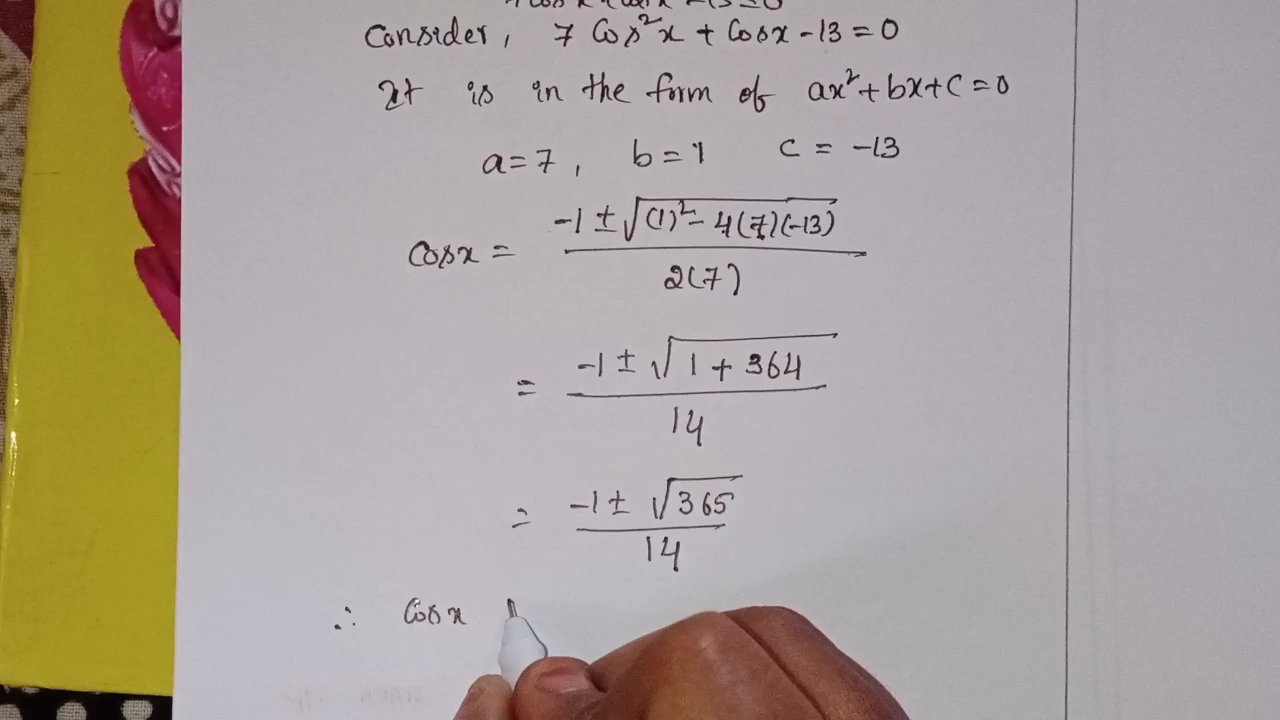 Consider, 7 Cos²x + Cosx - 13 = 0
It is in the form of ax² + bx + c = 0
a = 7, b = 1 c = -13
Cosx = -1 ± √(1)² - 4(7)(-13) / 2(7)
= -1 ± √1 + 364 / 14
= -1 ± √365 / 14
∴ Cosx